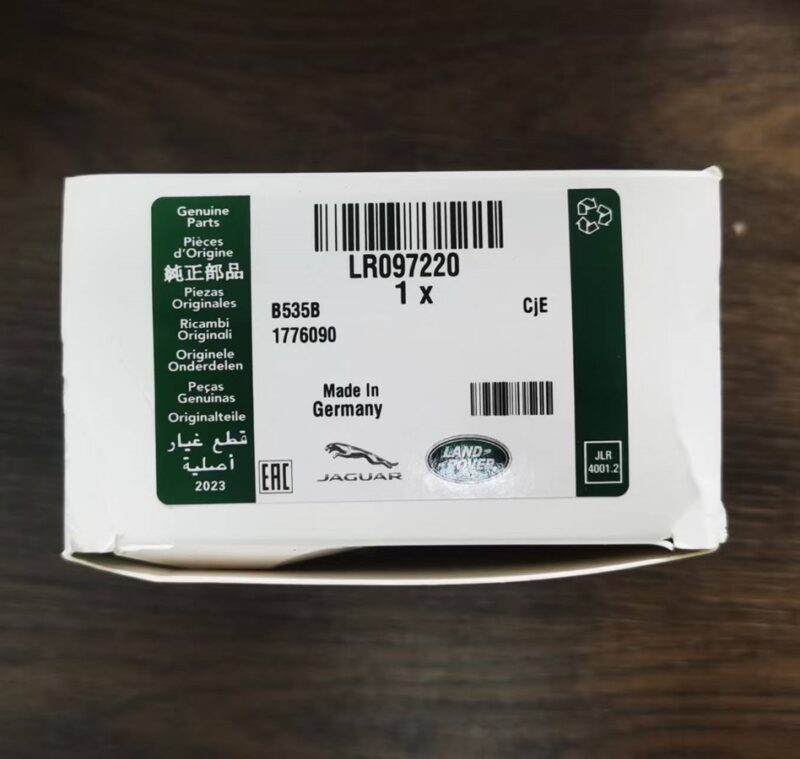 Genuine
Parts
Pièces
d'Origine
純正部品
Piezas
Originales
Ricambi
Originali
Originele
Onderdelen
Peças
Genuinas
Originalteile
قطع غيار
أصلية
2023
LR097220
1 x
B535B
CjE
1776090
Made In
Germany
EAC
JAGUAR
LAND-
ROVER
JLR
4001.2